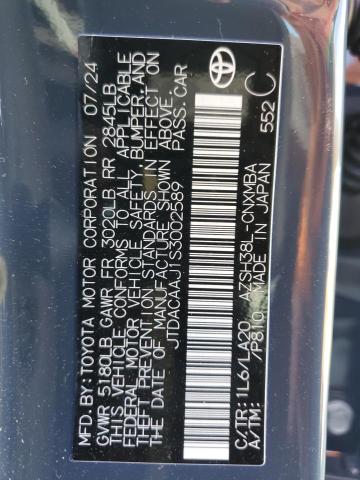 MFD.BY:TOYOTA MOTOR CORPORATION 07/24
GVWR 5180LB GAWR FR 3020LB RR 2845LB
THIS VEHICLE CONFORMS TO ALL APPLICABLE
FEDERAL MOTOR VEHICLE SAFETY, BUMPER, AND
THEFT PREVENTION STANDARDS IN EFFECT ON
THE DATE OF MANUFACTURE SHOWN ABOVE.
JTDACAAJ1S3002589 PASS.CAR
C/TR:1L6/LA20 AZSH38L-CNXMBA
A/TM: /P810 MADE IN JAPAN
552
C
TOYOTA